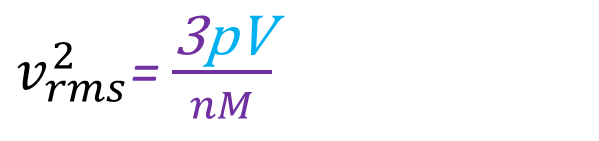 v²rms = 3pV / nM